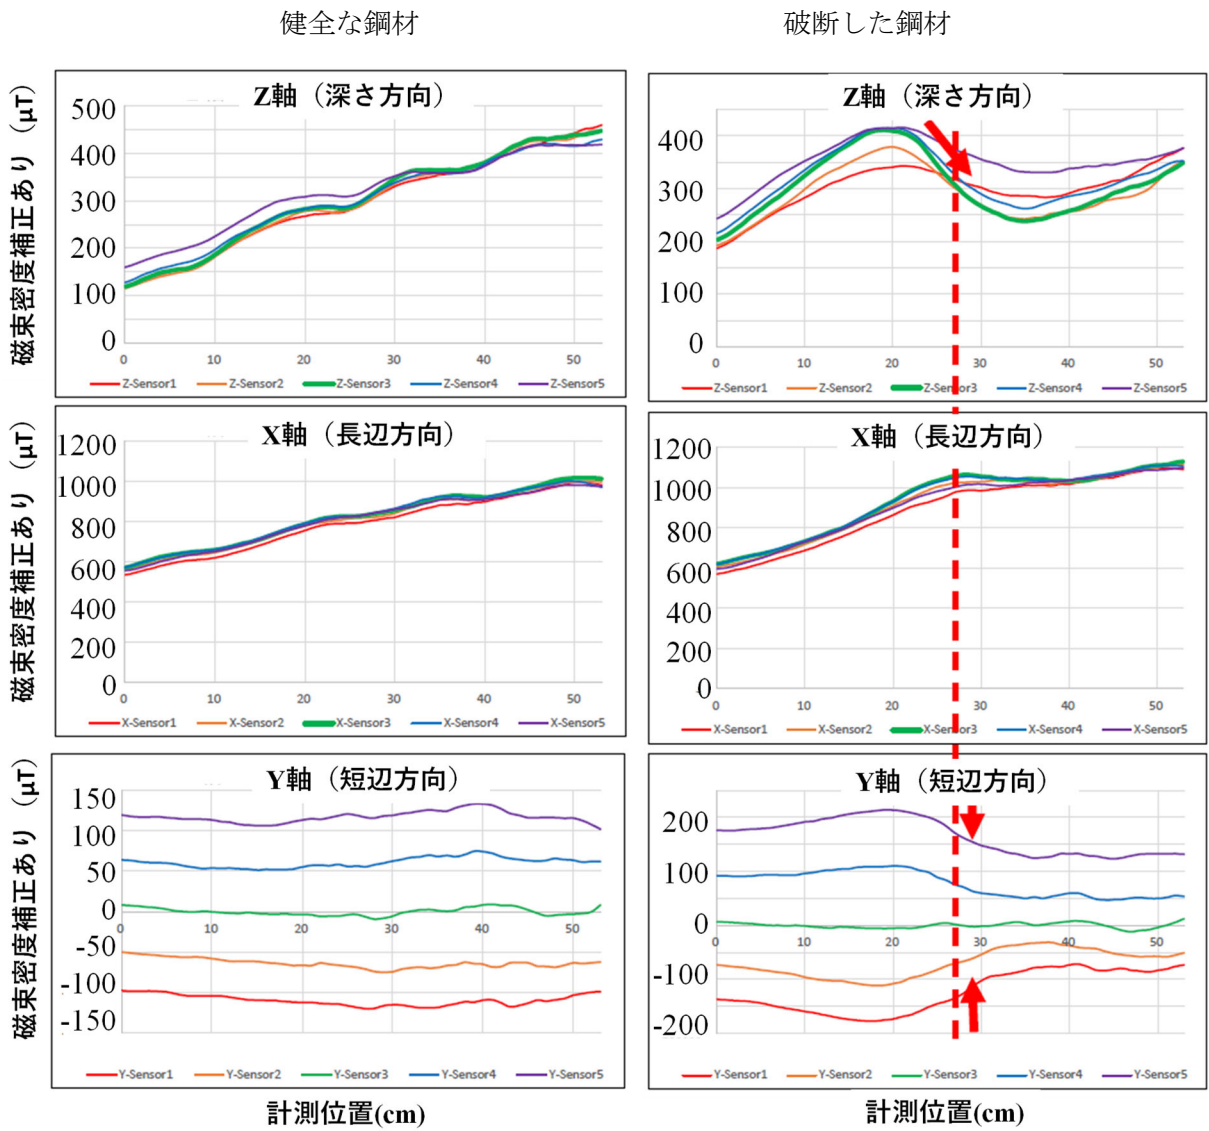 健全な鋼材
破断した鋼材
磁束密度補正あり（μT）
Z軸（深さ方向）
500
400
300
200
100
0
0 10 20 30 40 50
Z-Sensor1 Z-Sensor2 Z-Sensor3 Z-Sensor4 Z-Sensor5
Z軸（深さ方向）
400
300
200
100
0
0 10 20 30 40 50
Z-Sensor1 Z-Sensor2 Z-Sensor3 Z-Sensor4 Z-Sensor5
磁束密度補正あり（μT）
X軸（長辺方向）
1200
1000
800
600
400
200
0
0 10 20 30 40 50
X-Sensor1 X-Sensor2 X-Sensor3 X-Sensor4 X-Sensor5
X軸（長辺方向）
1200
1000
800
600
400
200
0
0 10 20 30 40 50
X-Sensor1 X-Sensor2 X-Sensor3 X-Sensor4 X-Sensor5
磁束密度補正あり（μT）
Y軸（短辺方向）
150
100
50
0
-50
-100
-150
0 10 20 30 40 50
Y-Sensor1 Y-Sensor2 Y-Sensor3 Y-Sensor4 Y-Sensor5
計測位置(cm)
Y軸（短辺方向）
200
100
0
-100
-200
0 10 20 30 40 50
Y-Sensor1 Y-Sensor2 Y-Sensor3 Y-Sensor4 Y-Sensor5
計測位置(cm)